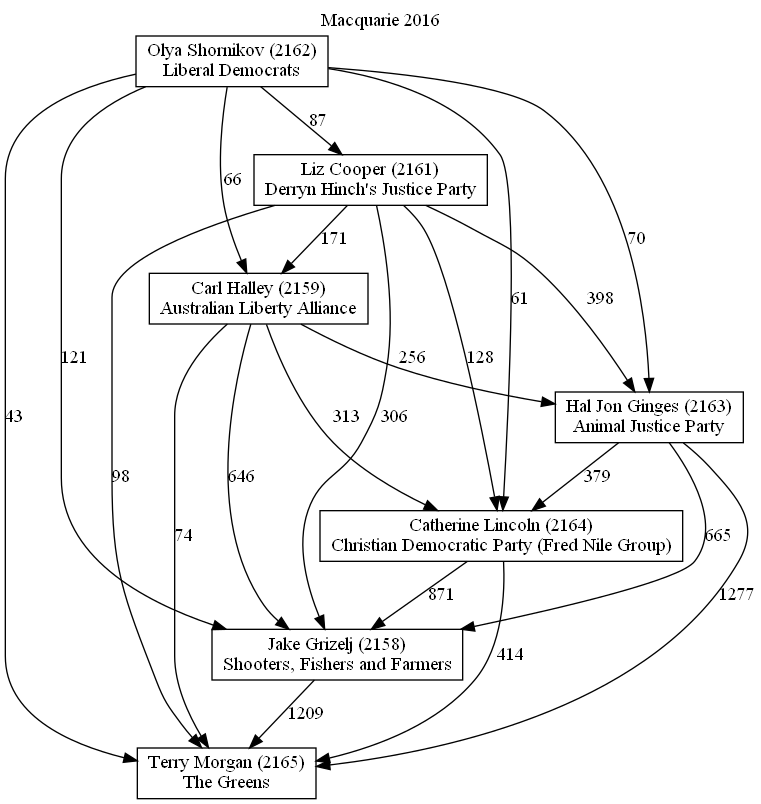 Macquarie 2016
Olya Shornikov (2162)
Liberal Democrats
87
Liz Cooper (2161)
Derryn Hinch's Justice Party
66
171
70
Carl Halley (2159)
Australian Liberty Alliance
61
398
121
256
128
Hal Jon Ginges (2163)
Animal Justice Party
43
313
306
98
646
379
Catherine Lincoln (2164)
Christian Democratic Party (Fred Nile Group)
74
665
871
1277
Jake Grizelj (2158)
Shooters, Fishers and Farmers
414
1209
Terry Morgan (2165)
The Greens